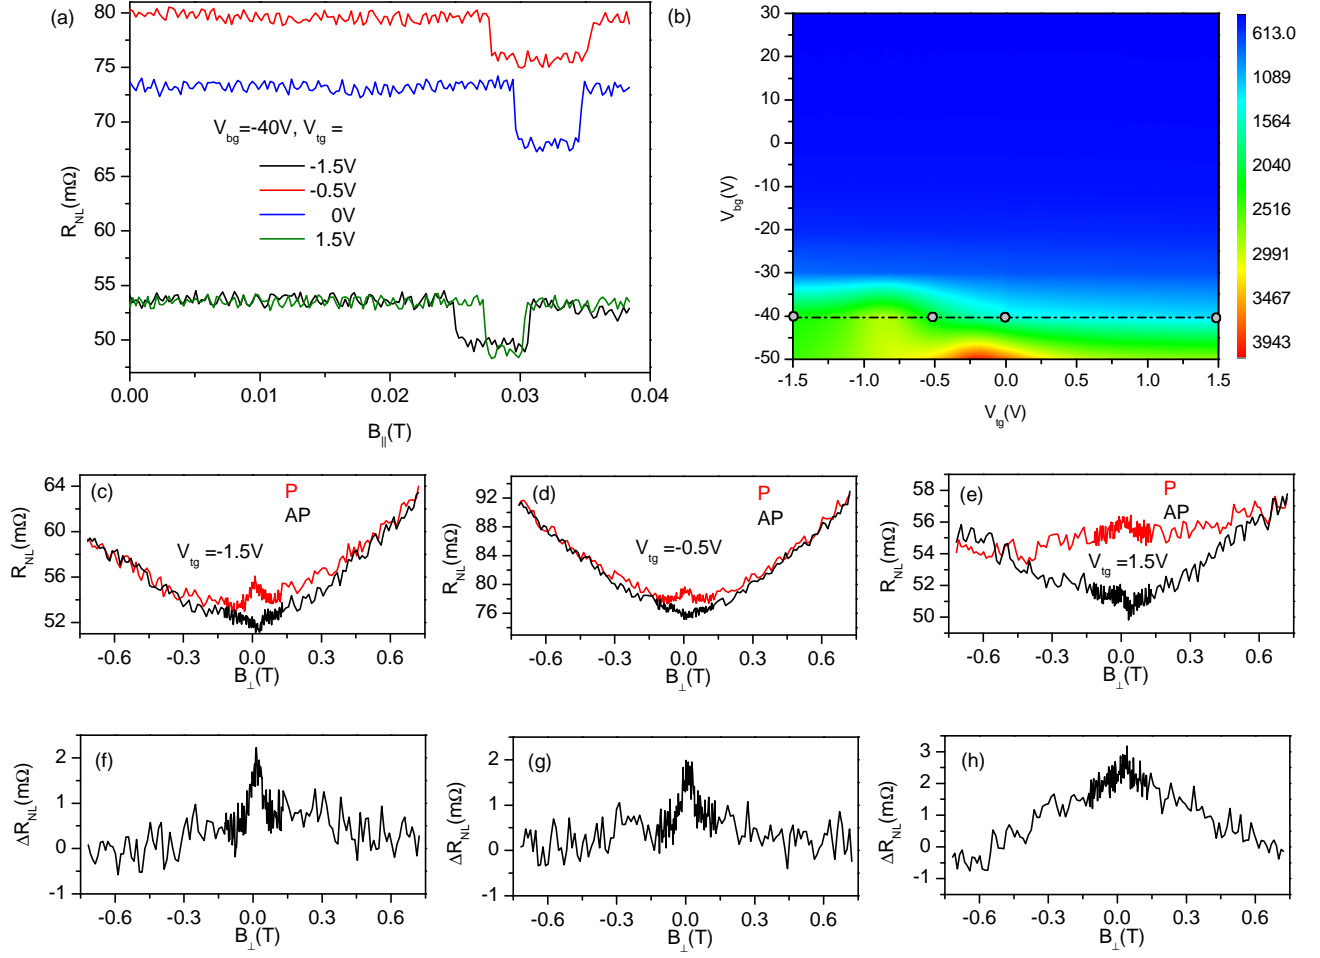 (a)
80
75
70
65
60
55
50
R_NL(mΩ)
V_bg=-40V, V_tg =
-1.5V
-0.5V
0V
1.5V
0.00 0.01 0.02 0.03 0.04
B_||(T)
(b)
30
20
10
0
-10
-20
-30
-40
-50
V_bg(V)
-1.5 -1.0 -0.5 0.0 0.5 1.0 1.5
V_tg(V)
613.0
1089
1564
2040
2516
2991
3467
3943
(c)
64
60
56
52
R_NL(mΩ)
P
AP
V_tg =-1.5V
-0.6 -0.3 0.0 0.3 0.6
B_⊥(T)
(d)
92
88
84
80
76
R_NL(mΩ)
P
AP
V_tg =-0.5V
-0.6 -0.3 0.0 0.3 0.6
B_⊥(T)
(e)
58
56
54
52
50
R_NL(mΩ)
P
AP
V_tg =1.5V
-0.6 -0.3 0.0 0.3 0.6
B_⊥(T)
(f)
2
1
0
-1
ΔR_NL(mΩ)
-0.6 -0.3 0.0 0.3 0.6
B_⊥(T)
(g)
2
1
0
-1
ΔR_NL(mΩ)
-0.6 -0.3 0.0 0.3 0.6
B_⊥(T)
(h)
3
2
1
0
-1
ΔR_NL(mΩ)
-0.6 -0.3 0.0 0.3 0.6
B_⊥(T)